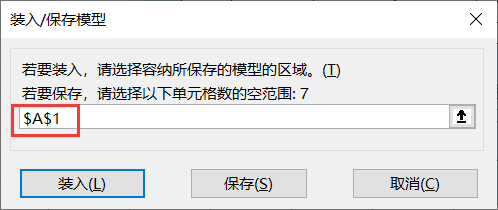 装入/保存模型
若要装入，请选择容纳所保存的模型的区域。(T)
若要保存，请选择以下单元格数的空范围: 7
$A$1
装入(L)
保存(S)
取消(C)